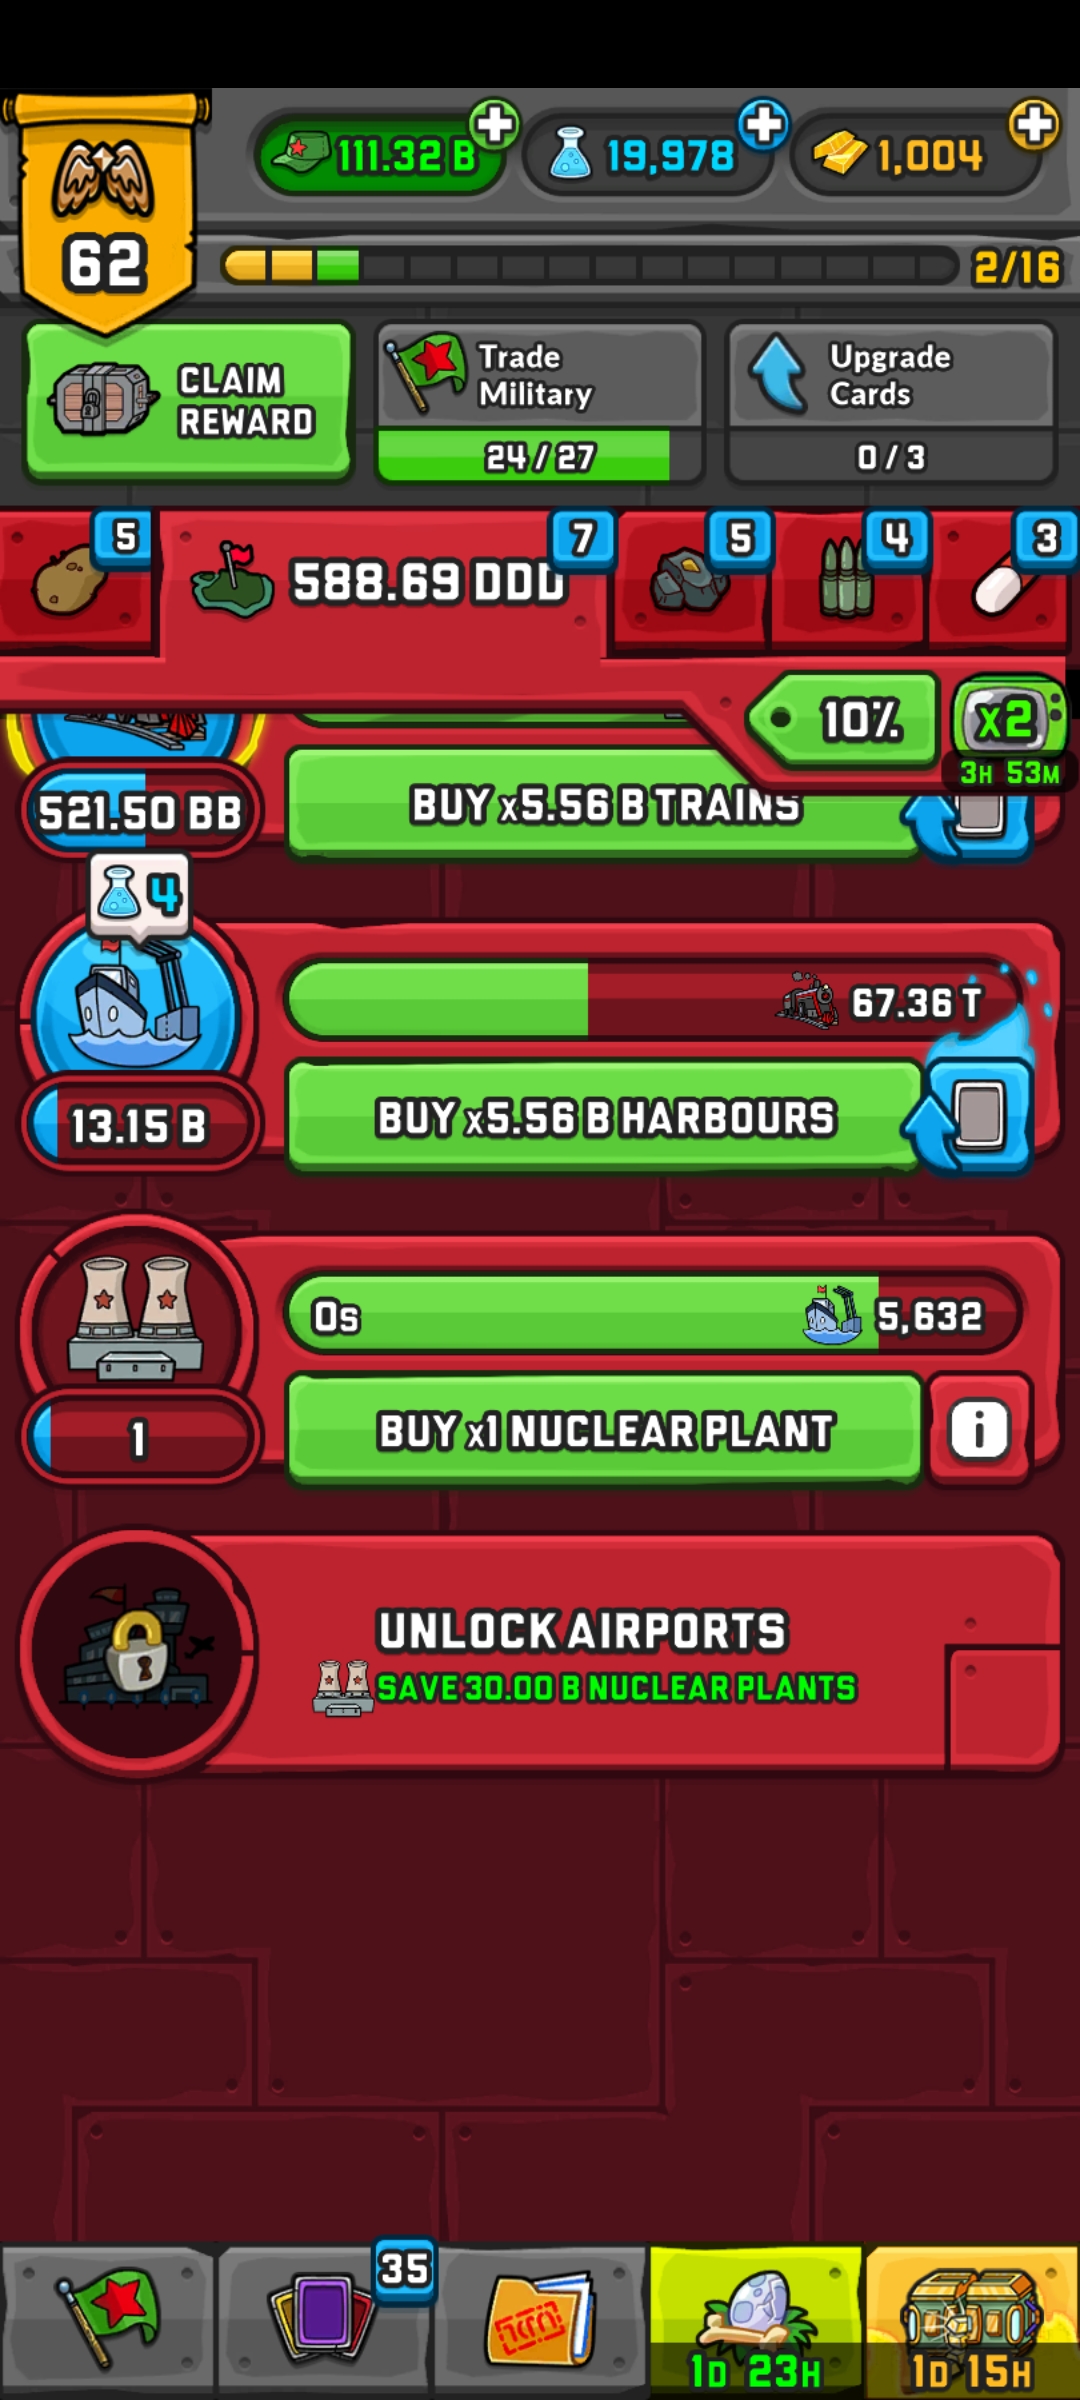 111.32 B
19,978
1,004
62
2/16
CLAIM
REWARD
Trade
Military
24 / 27
Upgrade
Cards
0 / 3
5
588.69 DDD
7
5
4
3
10%
x2
3H 53M
521.50 BB
BUY x5.56 B TRAINS
4
67.36 T
13.15 B
BUY x5.56 B HARBOURS
0s
5,632
1
BUY x1 NUCLEAR PLANT
i
UNLOCK AIRPORTS
SAVE 30.00 B NUCLEAR PLANTS
35
1D 23H
1D 15H